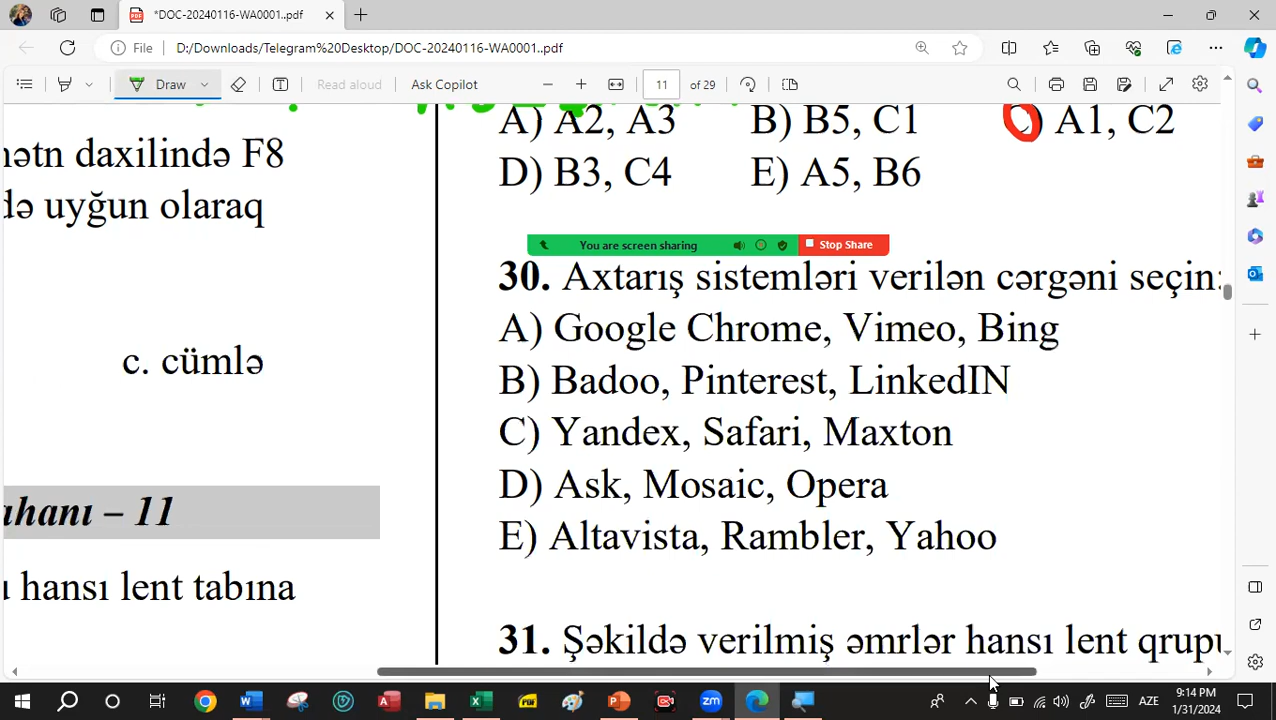 *DOC-20240116-WA0001..pdf
File
D:/Downloads/Telegram%20Desktop/DOC-20240116-WA0001..pdf
Draw
Read aloud
Ask Copilot
11
of 29
A) A2, A3 B) B5, C1 ) A1, C2
D) B3, C4 E) A5, B6
ətn daxilində F8
də uyğun olaraq
c. cümlə
ahanı – 11
hansı lent tabına
You are screen sharing
Stop Share
30. Axtarış sistemləri verilən cərgəni seçin:
A) Google Chrome, Vimeo, Bing
B) Badoo, Pinterest, LinkedIN
C) Yandex, Safari, Maxton
D) Ask, Mosaic, Opera
E) Altavista, Rambler, Yahoo
31. Şəkildə verilmiş əmrlər hansı lent qrupu
AZE
9:14 PM
1/31/2024